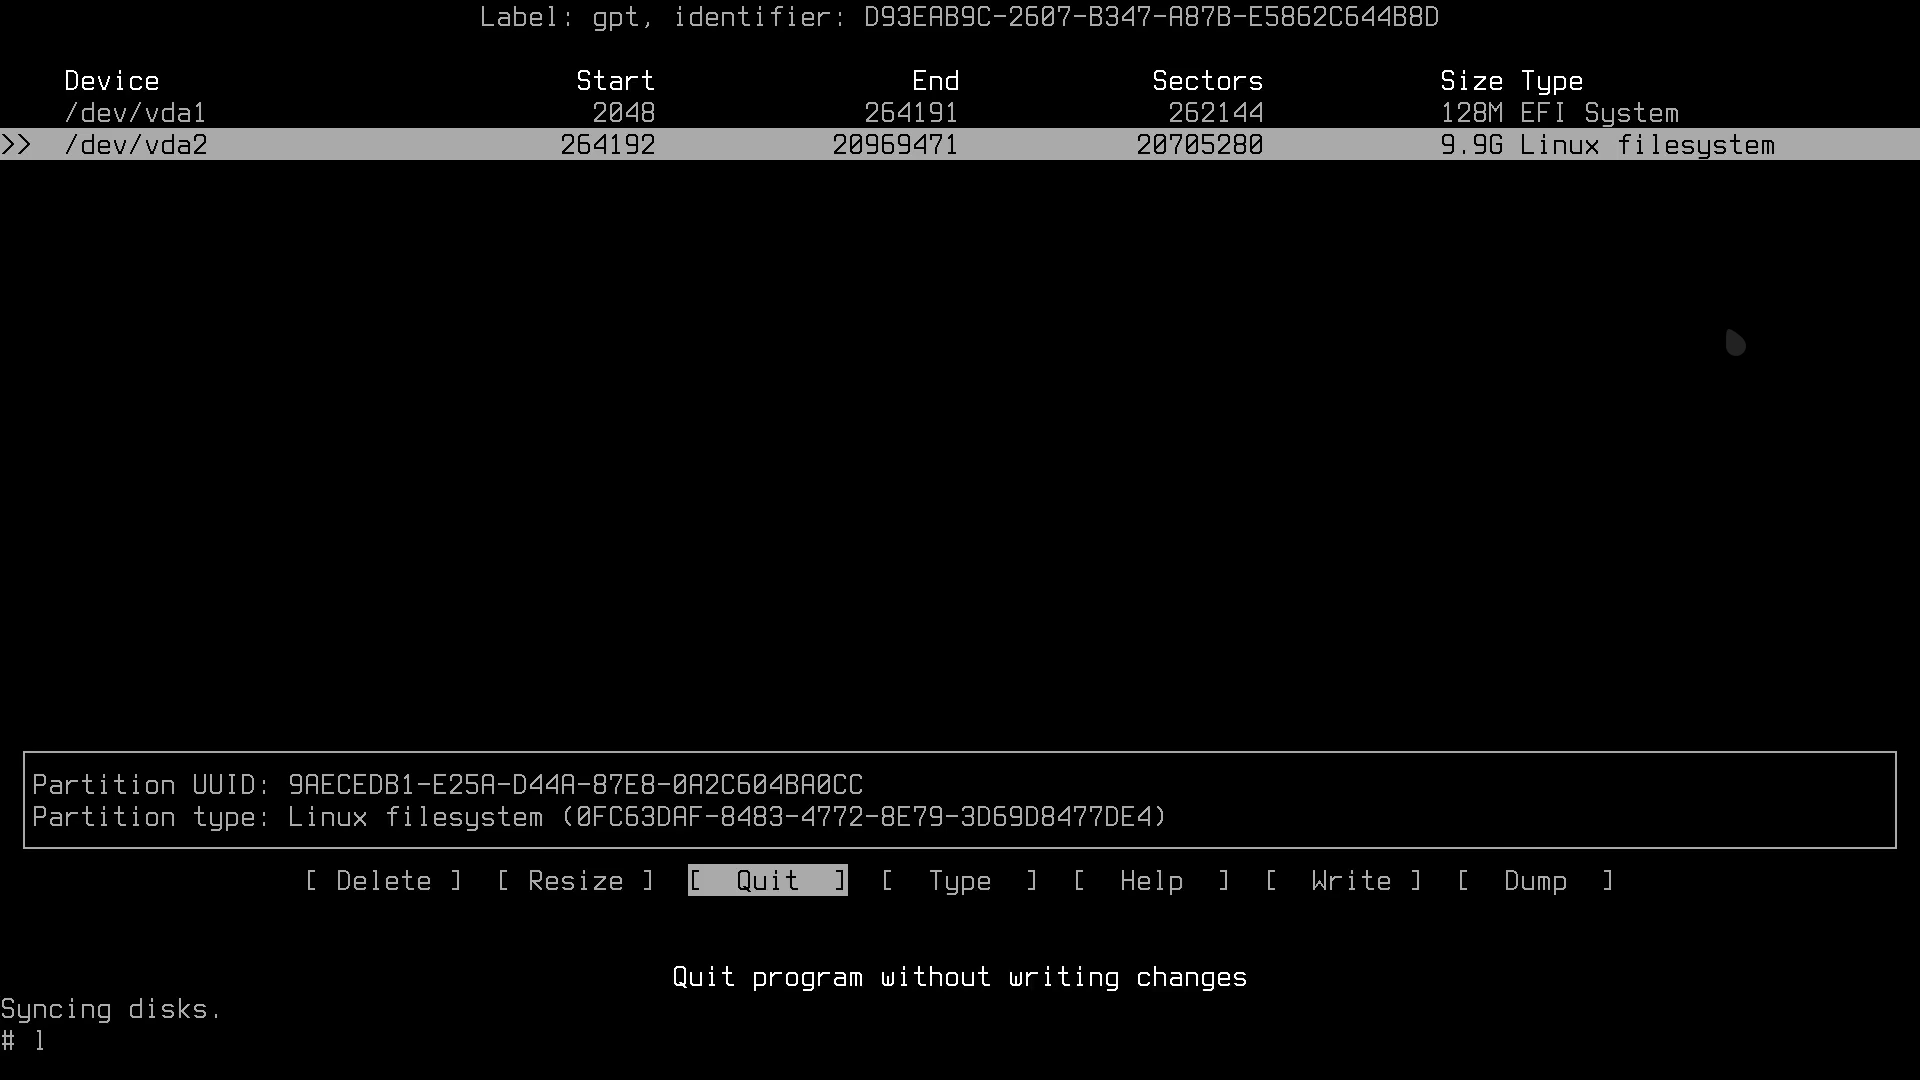 Label: gpt, identifier: D93EAB9C-2607-B347-A87B-E5862C644B8D
Device Start End Sectors Size Type
/dev/vda1 2048 264191 262144 128M EFI System
>> /dev/vda2 264192 20969471 20705280 9.9G Linux filesystem
Partition UUID: 9AECEDB1-E25A-D44A-87E8-0A2C604BA0CC
Partition type: Linux filesystem (0FC63DAF-8483-4772-8E79-3D69D8477DE4)
[ Delete ] [ Resize ] [ Quit ] [ Type ] [ Help ] [ Write ] [ Dump ]
Quit program without writing changes
Syncing disks.
# l